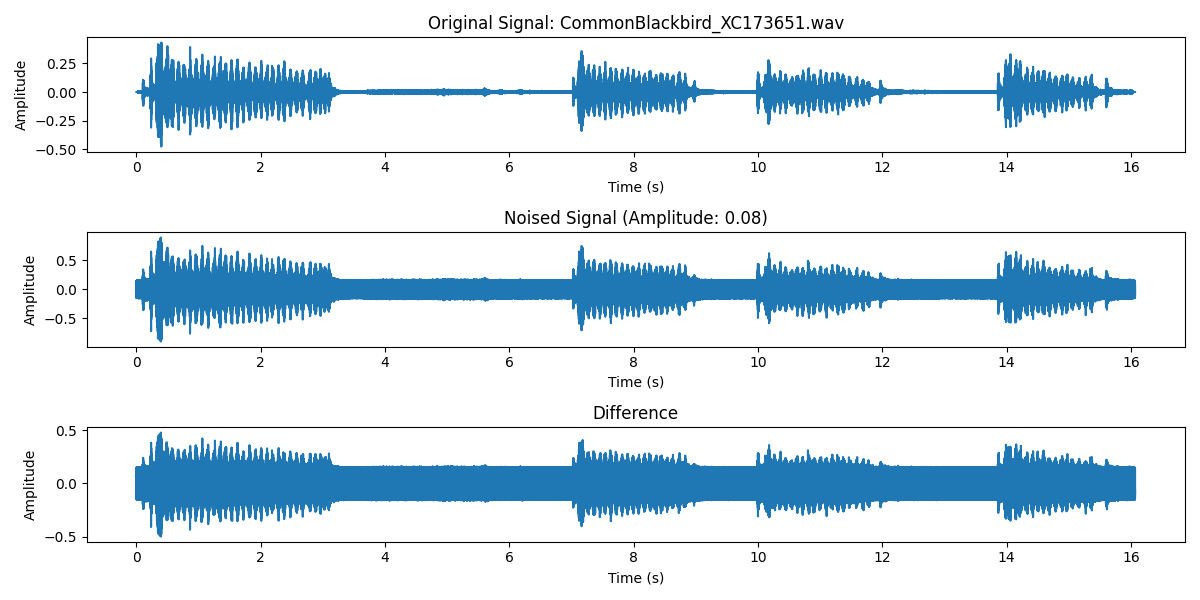 Original Signal: CommonBlackbird_XC173651.wav
0.25
0.00
−0.25
−0.50
Amplitude
0 2 4 6 8 10 12 14 16
Time (s)
Noised Signal (Amplitude: 0.08)
0.5
0.0
−0.5
Amplitude
0 2 4 6 8 10 12 14 16
Time (s)
Difference
0.5
0.0
−0.5
Amplitude
0 2 4 6 8 10 12 14 16
Time (s)